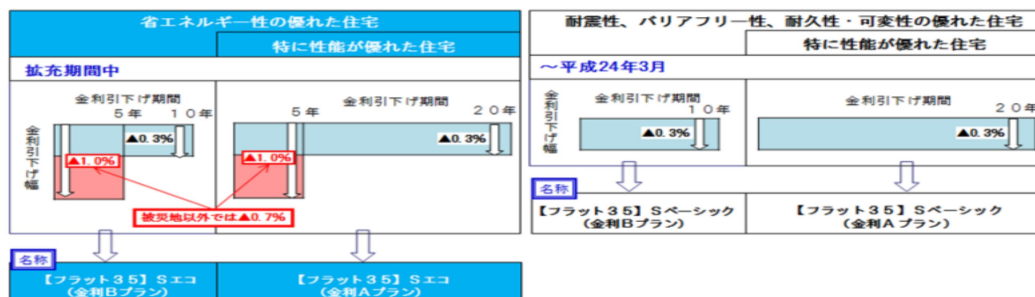 省エネルギー性の優れた住宅
特に性能が優れた住宅
拡充期間中
金利引下げ期間
5年 10年
金利引下げ幅
▲0.3%
▲1.0%
金利引下げ期間
20年
5年
▲0.3%
▲1.0%
被災地以外では▲0.7%
名称
【フラット35】Sエコ
(金利Bプラン)
【フラット35】Sエコ
(金利Aプラン)
耐震性、バリアフリー性、耐久性・可変性の優れた住宅
特に性能が優れた住宅
~平成24年3月
金利引下げ期間
10年
金利引下げ幅
▲0.3%
金利引下げ期間
20年
▲0.3%
名称
【フラット35】Sベーシック
(金利Bプラン)
【フラット35】Sベーシック
(金利Aプラン)